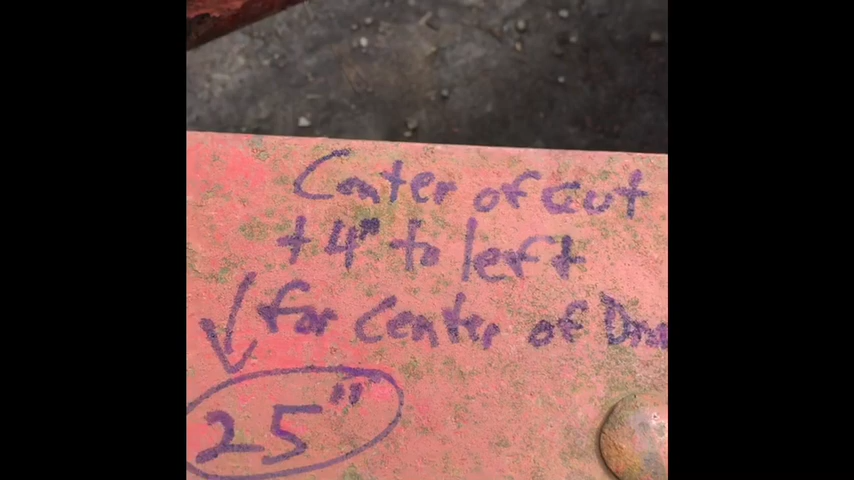 Center of Cut
+4" to left
for Center of
25"